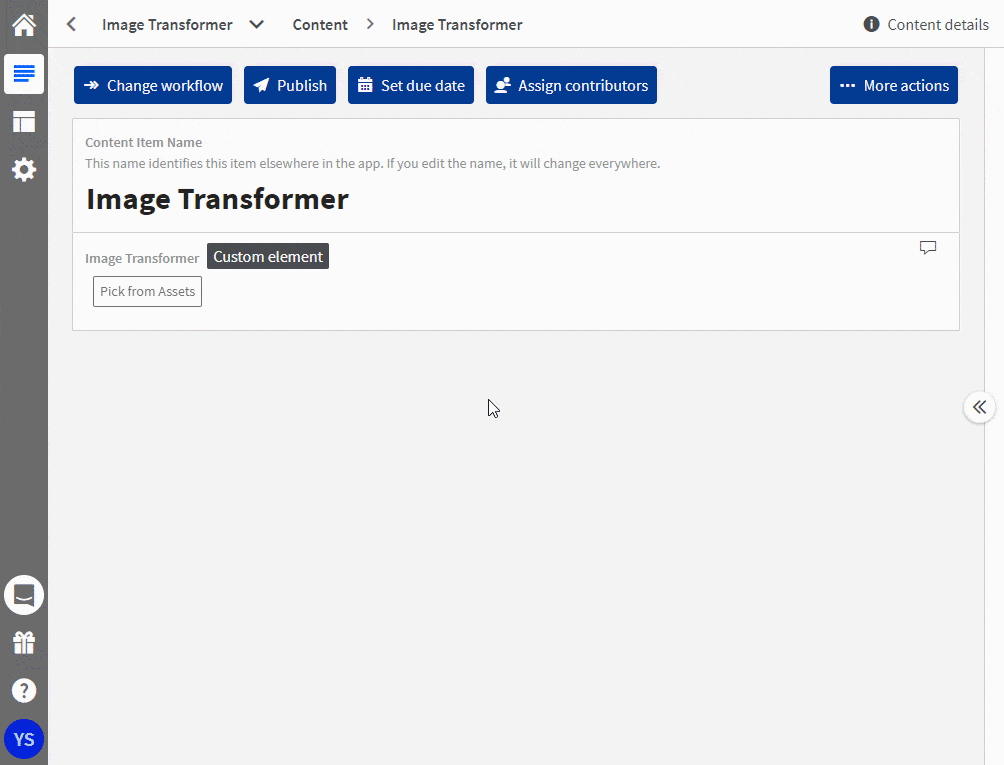 Image Transformer Content Image Transformer Content details
Change workflow Publish Set due date Assign contributors More actions
Content Item Name
This name identifies this item elsewhere in the app. If you edit the name, it will change everywhere.
Image Transformer
Image Transformer Custom element
Pick from Assets
?
YS